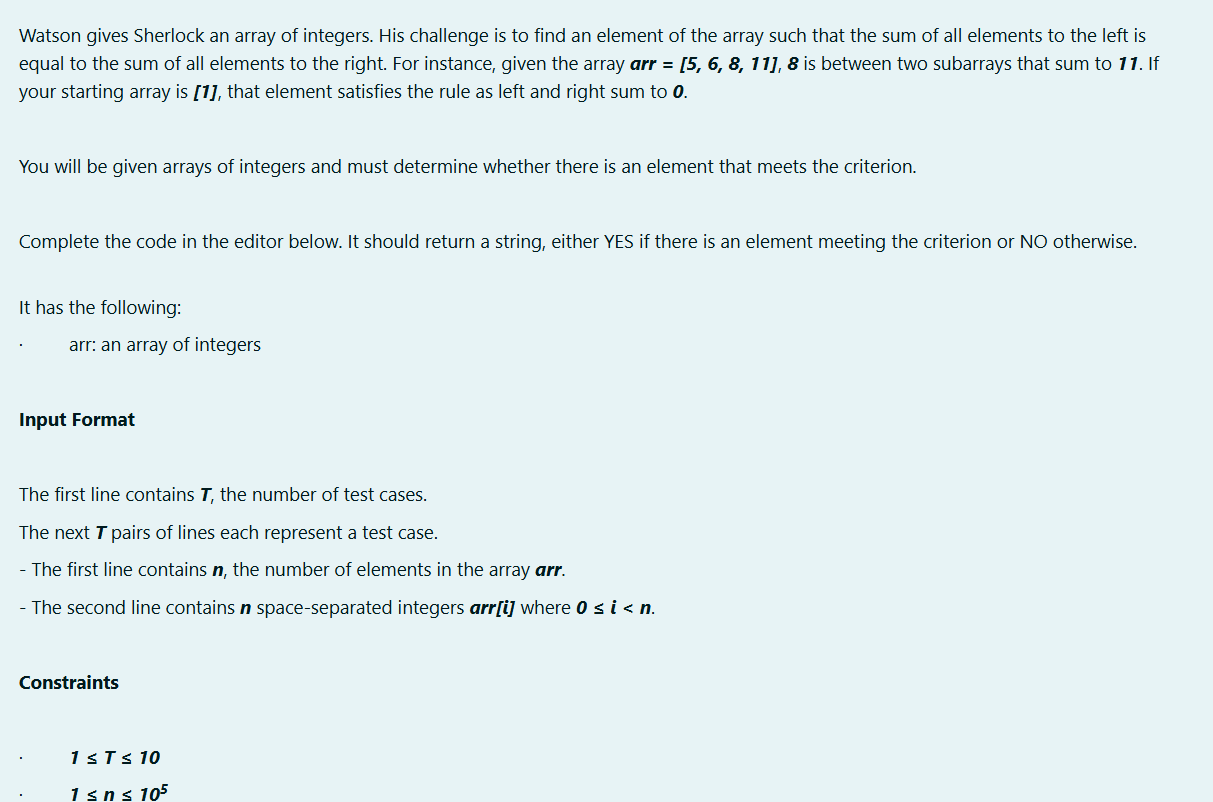 Watson gives Sherlock an array of integers. His challenge is to find an element of the array such that the sum of all elements to the left is
equal to the sum of all elements to the right. For instance, given the array arr = [5, 6, 8, 11], 8 is between two subarrays that sum to 11. If
your starting array is [1], that element satisfies the rule as left and right sum to 0.
You will be given arrays of integers and must determine whether there is an element that meets the criterion.
Complete the code in the editor below. It should return a string, either YES if there is an element meeting the criterion or NO otherwise.
It has the following:
· arr: an array of integers
Input Format
The first line contains T, the number of test cases.
The next T pairs of lines each represent a test case.
- The first line contains n, the number of elements in the array arr.
- The second line contains n space-separated integers arr[i] where 0 ≤ i < n.
Constraints
· 1 ≤ T ≤ 10
· 1 ≤ n ≤ 10⁵